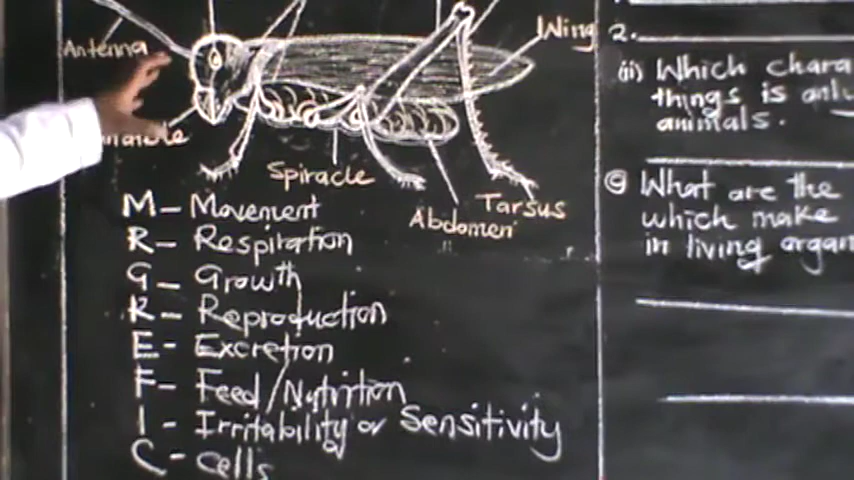 Antenna
Wing
Spiracle
Abdomen
Tarsus
M - Movement
R - Respiration
G - Growth
R - Reproduction
E - Excretion
F - Feed/Nutrition
I - Irritability or Sensitivity
C - Cells
2.
(ii) Which chara
things is only
animals.
(c) What are the
which make
in living organ